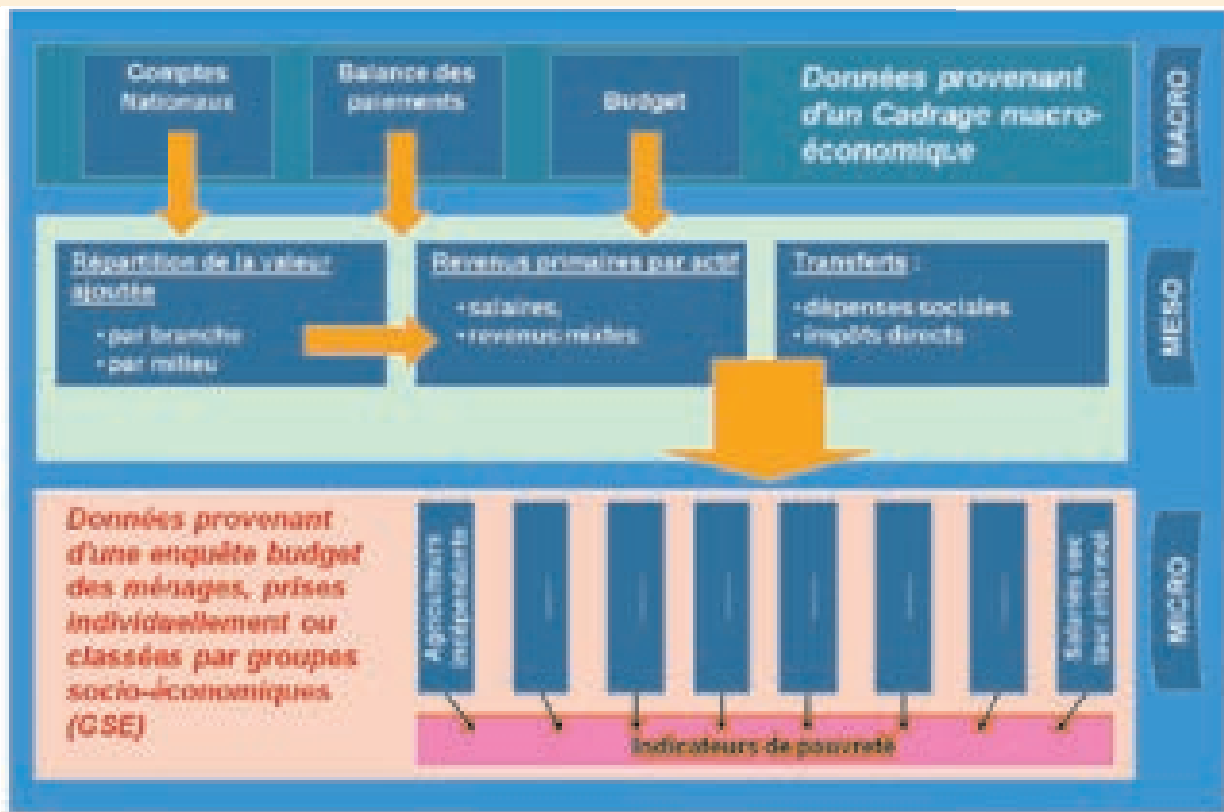 Comptes
Nationaux
Balance des
paiements
Budget
Données provenant
d'un Cadrage macro-
économique
MACRO
Répartition de la valeur
ajoutée
• par branche
• par milieu
Revenus primaires par actif
• salaires,
• revenus mixtes
Transferts :
• dépenses sociales
• impôts directs
MESO
Données provenant
d'une enquête budget
des ménages, prises
individuellement ou
classées par groupes
socio-économiques
(GSE)
Agriculteurs
indépendants
Salariés sec
teur informel
MICRO
Indicateurs de pauvreté